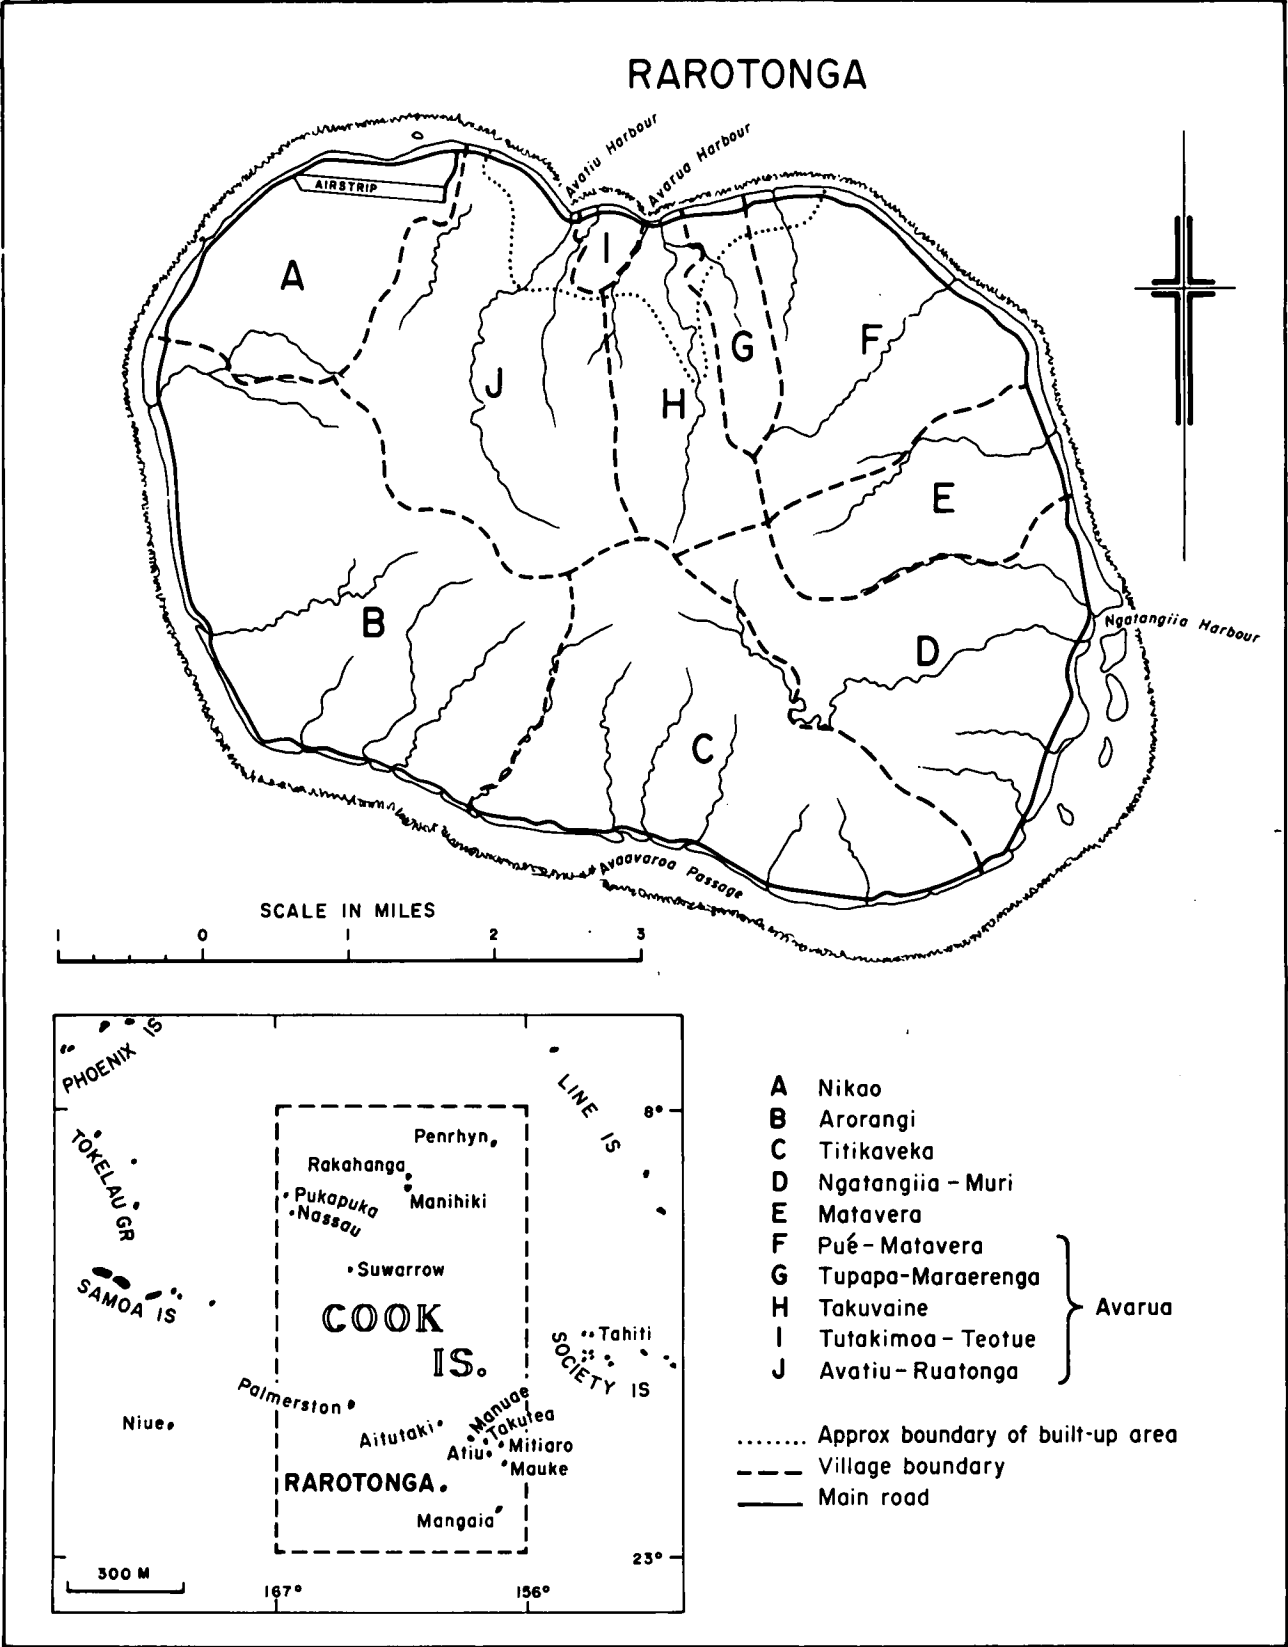 RAROTONGA
Avatiu Harbour
Avarua Harbour
AIRSTRIP
A
I
G
F
J
H
E
B
D
Ngatangiia Harbour
C
Avaavaroa Passage
SCALE IN MILES
1 0 1 2 3
PHOENIX IS
LINE IS
8°
TOKELAU GR
Penrhyn
Rakahanga
Manihiki
Pukapuka
Nassau
Suwarrow
SAMOA IS
COOK
IS.
Tahiti
SOCIETY IS
Palmerston
Niue
Aitutaki
Manuae
Takutea
Atiu
Mitiaro
Mauke
RAROTONGA
Mangaia
23°
300 M
167°
156°
A Nikao
B Arorangi
C Titikaveka
D Ngatangiia - Muri
E Matavera
F Pué - Matavera
G Tupapa-Maraerenga
H Takuvaine
I Tutakimoa - Teotue
J Avatiu-Ruatonga
Avarua
Approx boundary of built-up area
Village boundary
Main road